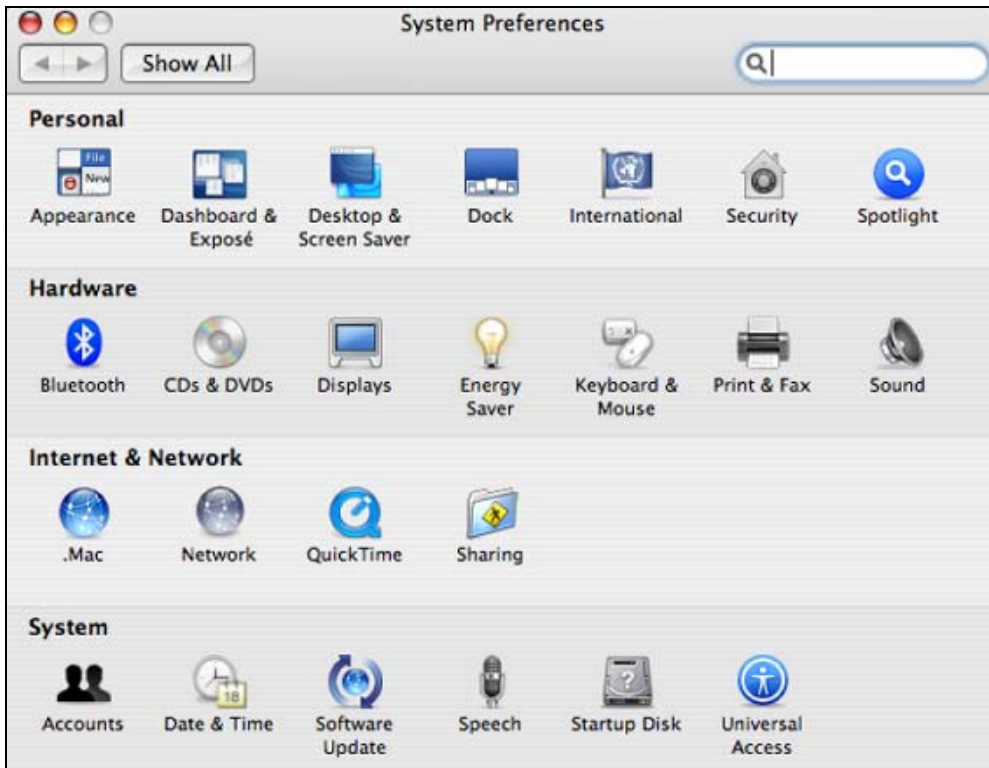 System Preferences
Show All
Personal
File
New
Appearance
Dashboard &
Exposé
Desktop &
Screen Saver
Dock
International
Security
Spotlight
Hardware
Bluetooth
CDs & DVDs
Displays
Energy
Saver
Keyboard &
Mouse
Print & Fax
Sound
Internet & Network
.Mac
Network
QuickTime
Sharing
System
Accounts
18
Date & Time
Software
Update
Speech
?
Startup Disk
Universal
Access